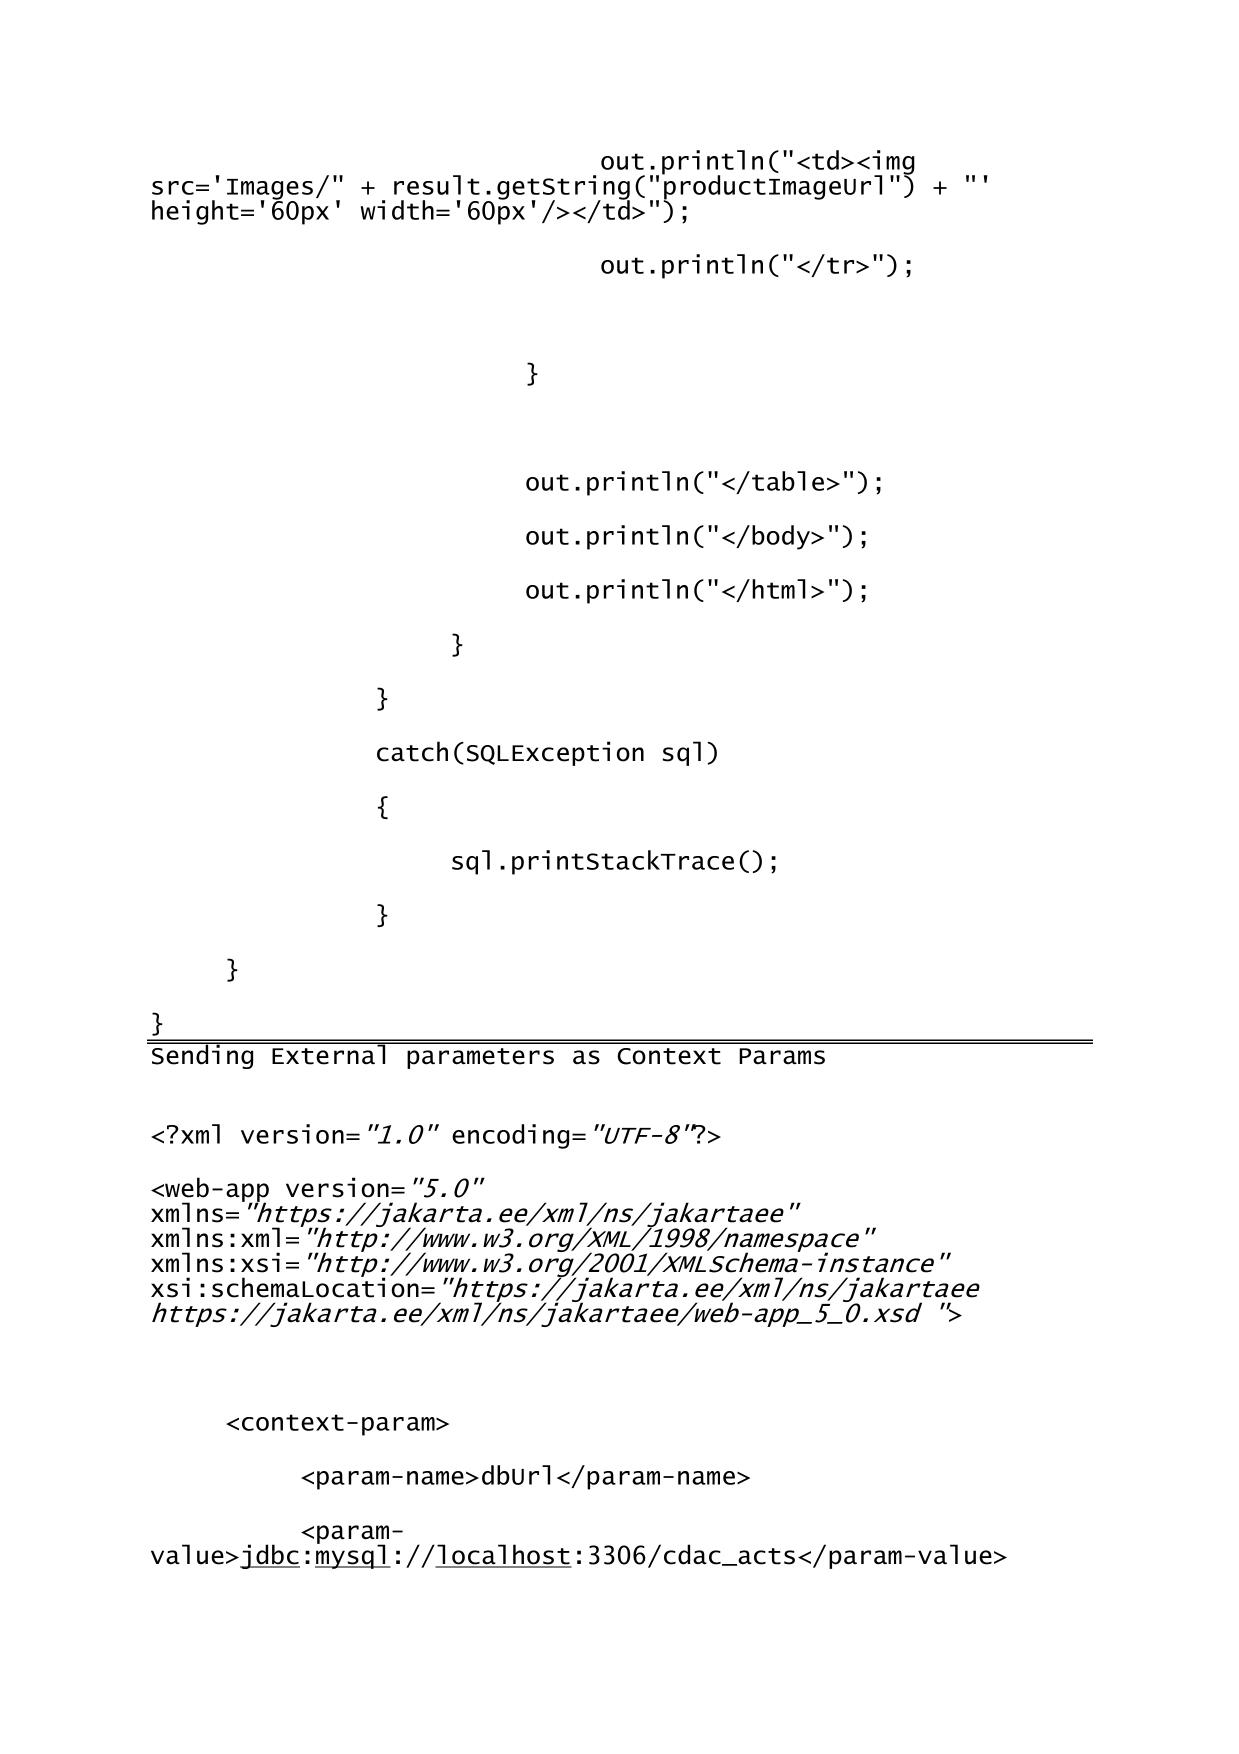 out.println("<td><img
src='Images/" + result.getString("productImageUrl") + "'
height='60px' width='60px'/></td>");
out.println("</tr>");
}
out.println("</table>");
out.println("</body>");
out.println("</html>");
}
}
catch(SQLException sql)
{
sql.printStackTrace();
}
}
}
Sending External parameters as Context Params
<?xml version="1.0" encoding="UTF-8"?>
<web-app version="5.0"
xmlns="https://jakarta.ee/xml/ns/jakartaee"
xmlns:xml="http://www.w3.org/XML/1998/namespace"
xmlns:xsi="http://www.w3.org/2001/XMLSchema-instance"
xsi:schemaLocation="https://jakarta.ee/xml/ns/jakartaee
https://jakarta.ee/xml/ns/jakartaee/web-app_5_0.xsd ">
<context-param>
<param-name>dbUrl</param-name>
<param-
value>jdbc:mysql://localhost:3306/cdac_acts</param-value>